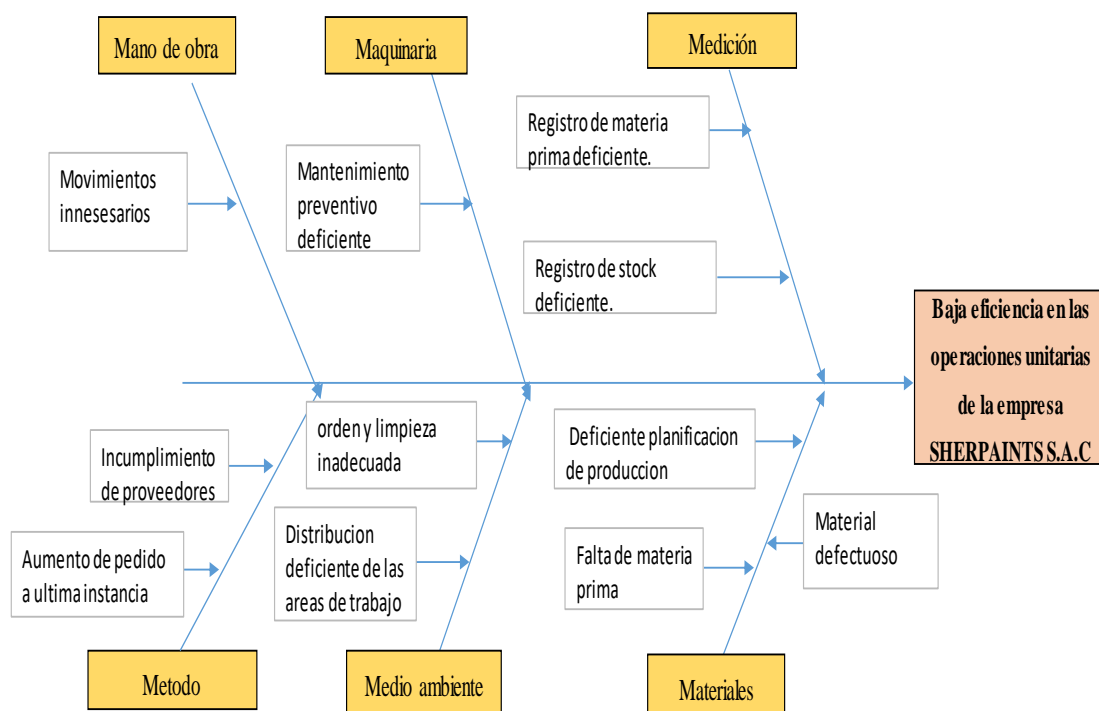 Mano de obra
Maquinaria
Medición
Registro de materia
prima deficiente.
Movimientos
innesesarios
Mantenimiento
preventivo
deficiente
Registro de stock
deficiente.
Baja eficiencia en las
operaciones unitarias
de la empresa
SHERPAINTS S.A.C
Incumplimiento
de proveedores
orden y limpieza
inadecuada
Deficiente planificacion
de produccion
Aumento de pedido
a ultima instancia
Distribucion
deficiente de las
areas de trabajo
Falta de materia
prima
Material
defectuoso
Metodo
Medio ambiente
Materiales